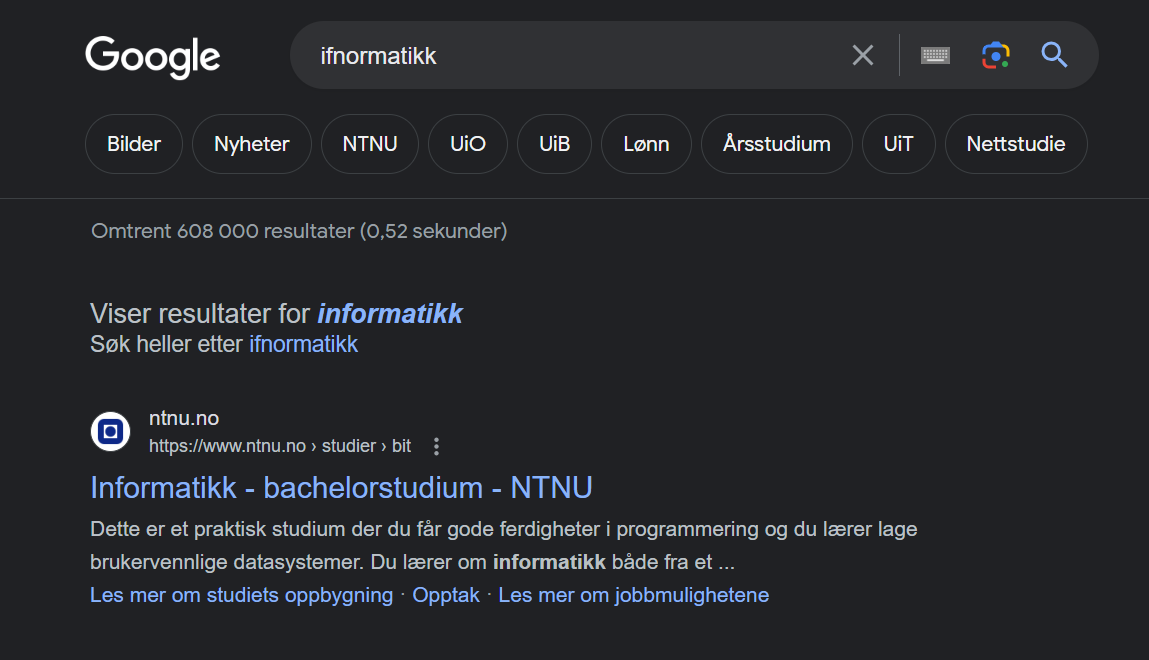 Google
ifnormatikk
Bilder Nyheter NTNU UiO UiB Lønn Årsstudium UiT Nettstudie
Omtrent 608 000 resultater (0,52 sekunder)
Viser resultater for informatikk
Søk heller etter ifnormatikk
ntnu.no
https://www.ntnu.no › studier › bit
Informatikk - bachelorstudium - NTNU
Dette er et praktisk studium der du får gode ferdigheter i programmering og du lærer lage
brukervennlige datasystemer. Du lærer om informatikk både fra et ...
Les mer om studiets oppbygning · Opptak · Les mer om jobbmulighetene